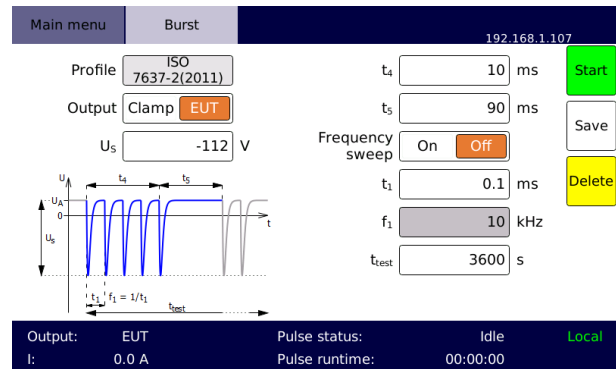 Main menu
Burst
192.168.1.107
Profile
ISO
7637-2(2011)
Output
Clamp
EUT
US
-112
V
t4
10
ms
t5
90
ms
Frequency
sweep
On
Off
t1
0.1
ms
f1
10
kHz
ttest
3600
s
Start
Save
Delete
U
t4
t5
UA
0
t
Us
t1
f1 = 1/t1
ttest
Output:
EUT
Pulse status:
Idle
Local
I:
0.0 A
Pulse runtime:
00:00:00